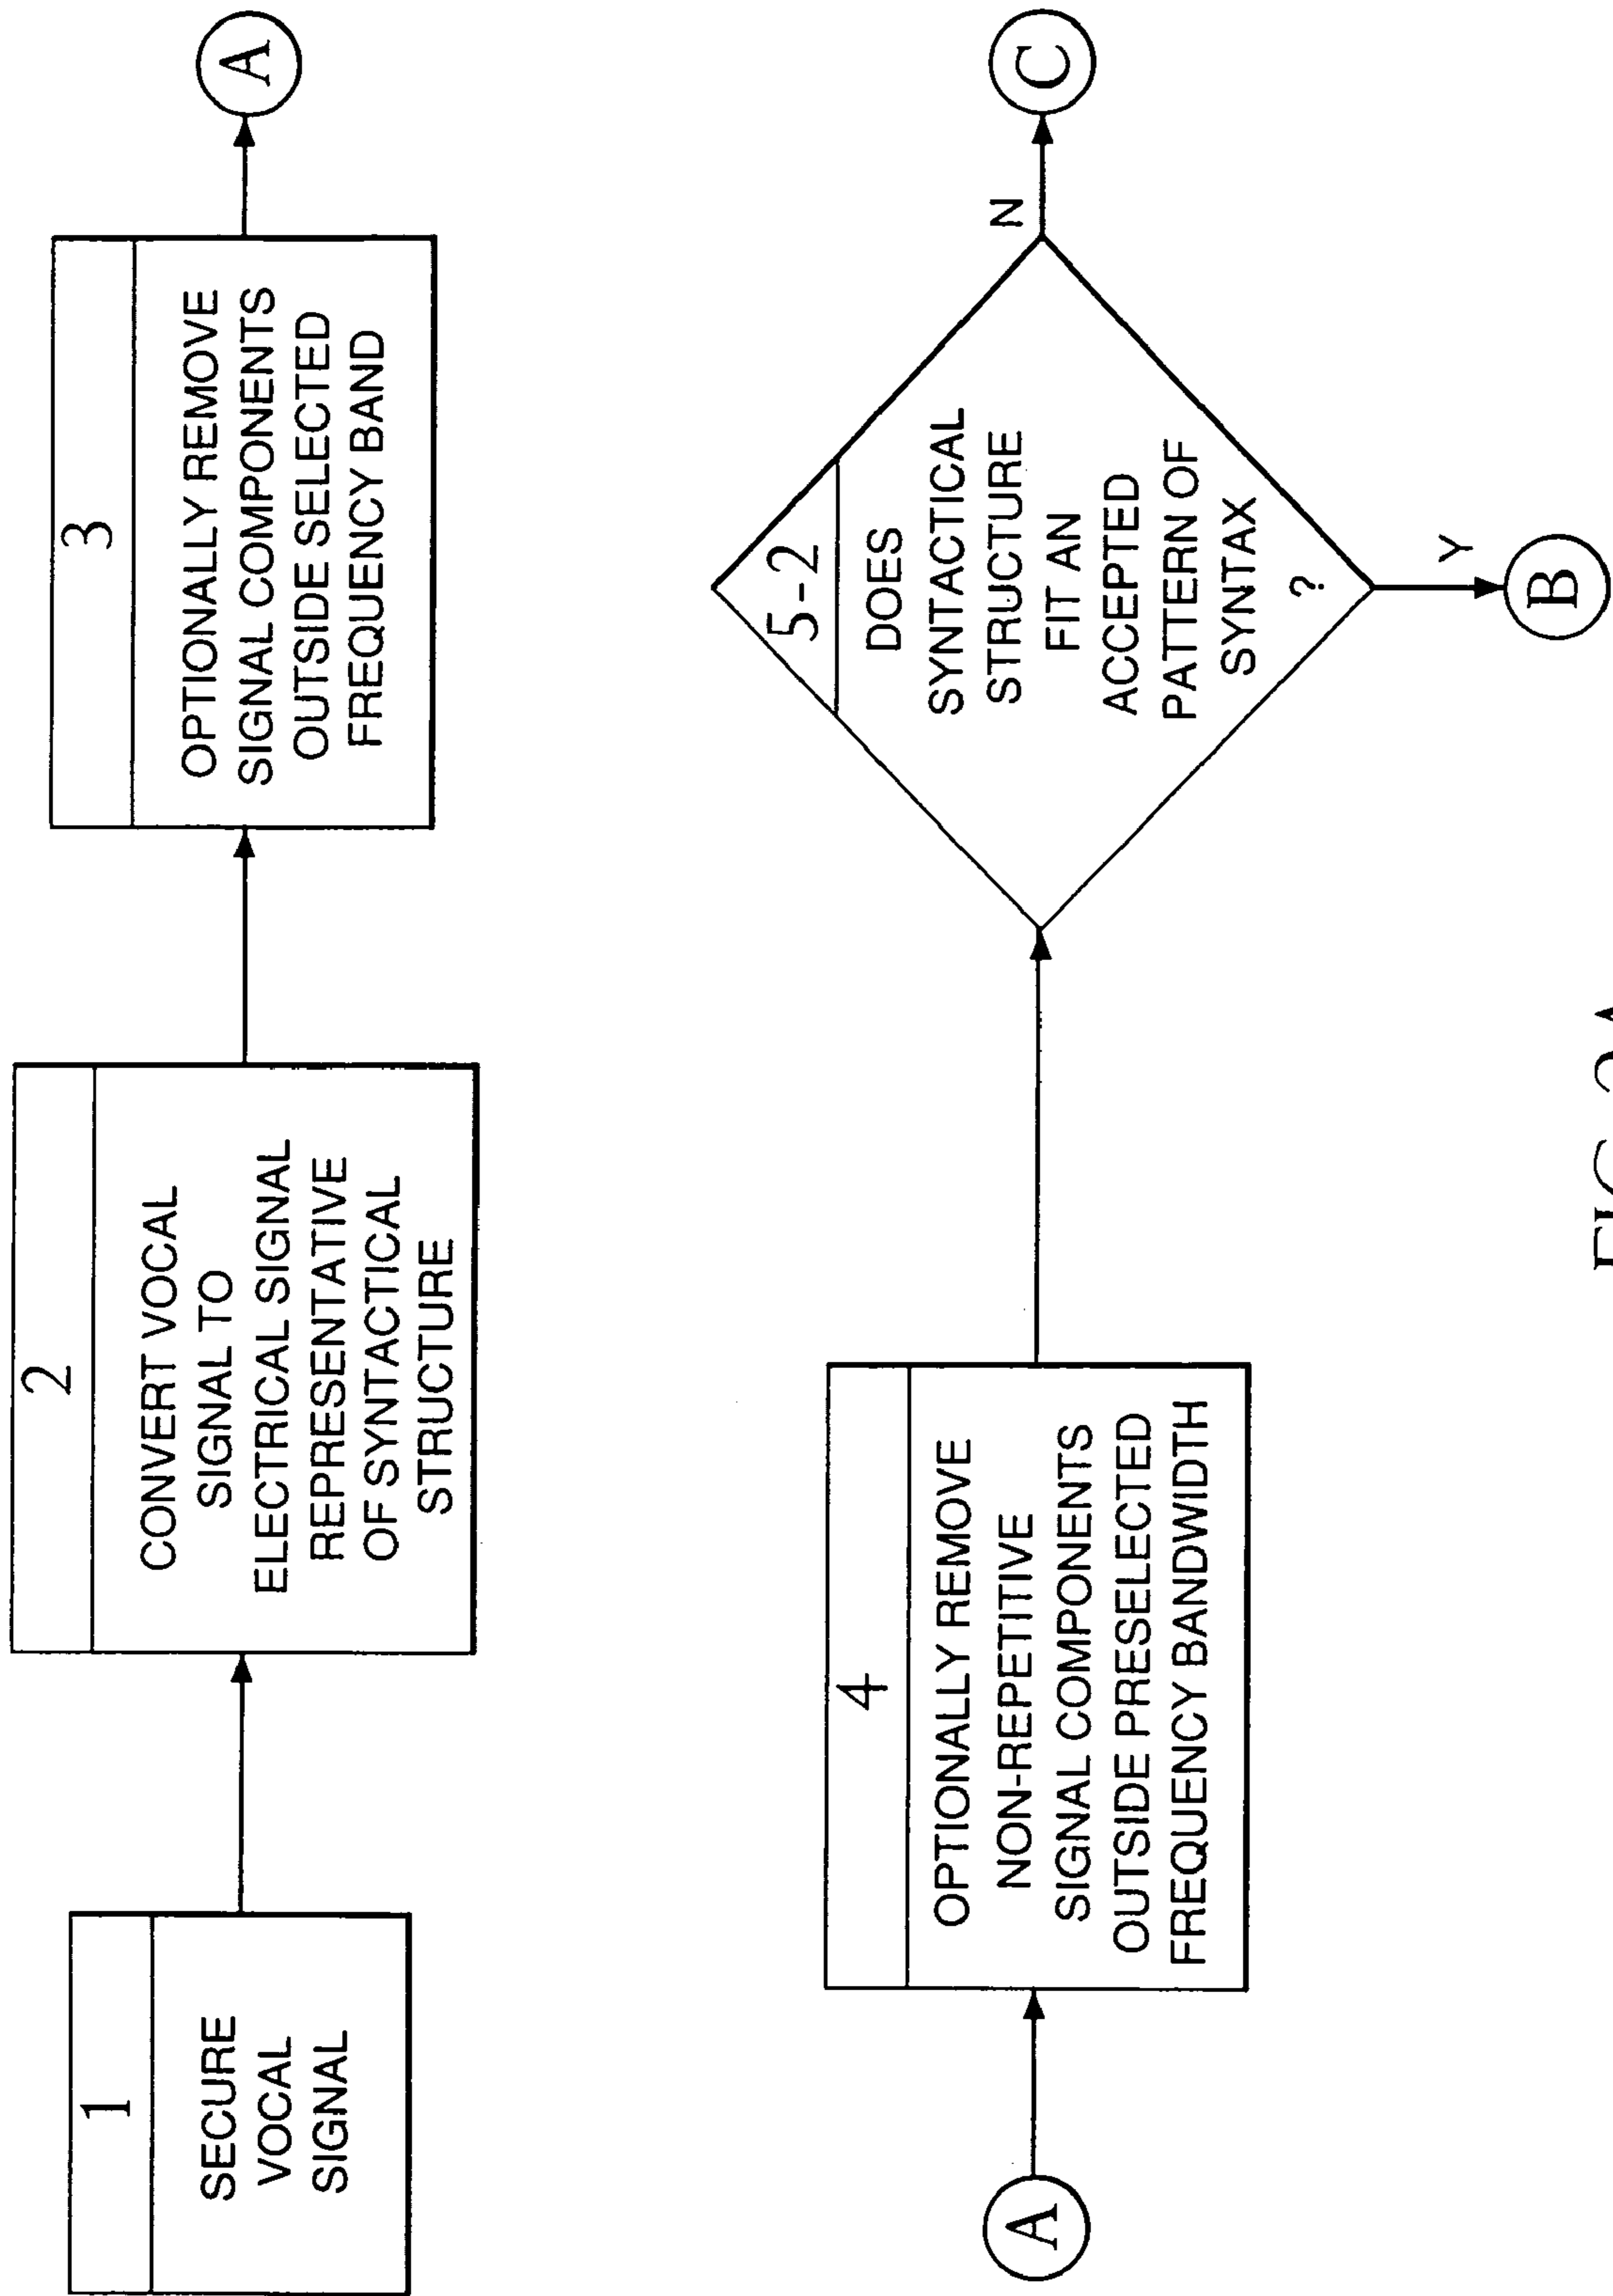 1
SECURE
VOCAL
SIGNAL
2
CONVERT VOCAL
SIGNAL TO
ELECTRICAL SIGNAL
REPRESENTATIVE
OF SYNTACTICAL
STRUCTURE
3
OPTIONALLY REMOVE
SIGNAL COMPONENTS
OUTSIDE SELECTED
FREQUENCY BAND
A
A
4
OPTIONALLY REMOVE
NON-REPETITIVE
SIGNAL COMPONENTS
OUTSIDE PRESELECTED
FREQUENCY BANDWIDTH
5-2
DOES
SYNTACTICAL
STRUCTURE
FIT AN
ACCEPTED
PATTERN OF
SYNTAX
?
N
C
Y
B
FIG.